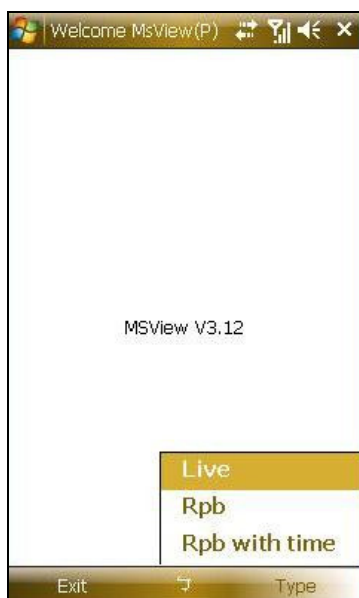 Welcome MsView(P)
MSView V3.12
Live
Rpb
Rpb with time
Exit
Type